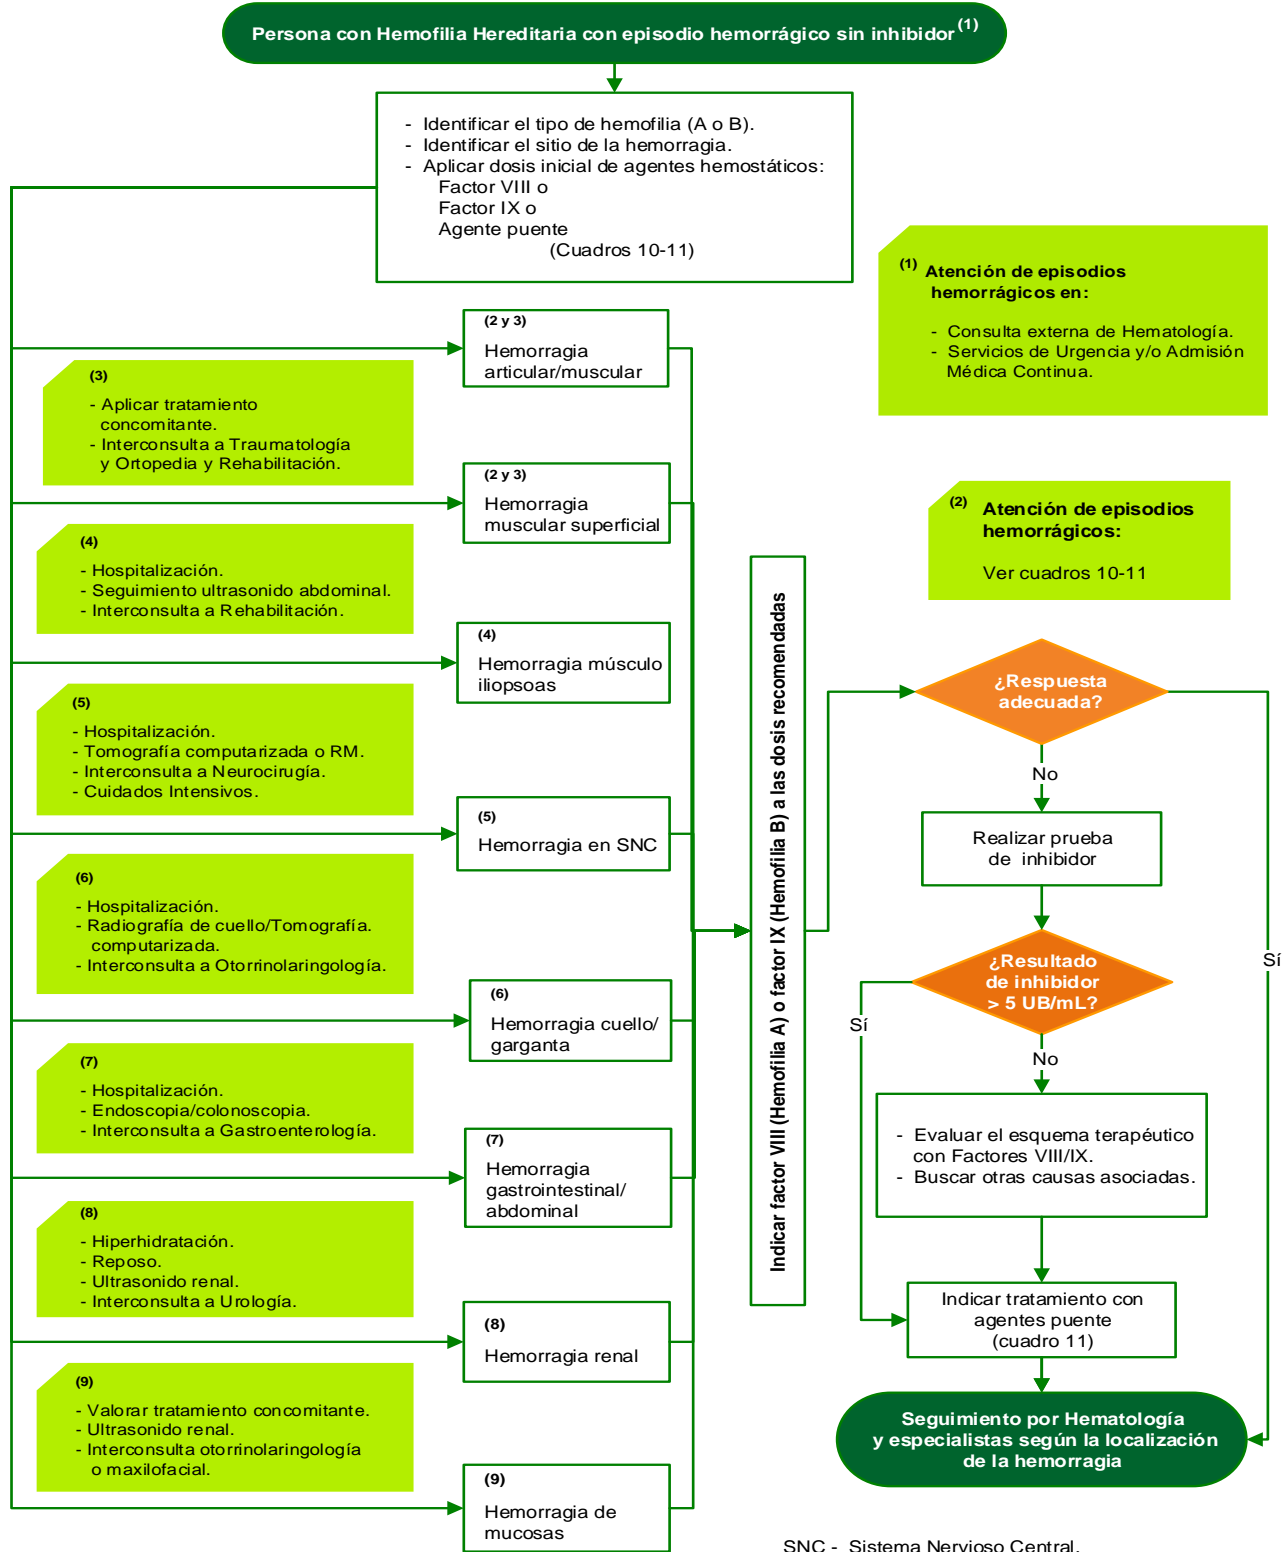 Persona con Hemofilia Hereditaria con episodio hemorrágico sin inhibidor (1)
- Identificar el tipo de hemofilia (A o B).
- Identificar el sitio de la hemorragia.
- Aplicar dosis inicial de agentes hemostáticos:
Factor VIII o
Factor IX o
Agente puente
(Cuadros 10-11)
(1) Atención de episodios
hemorrágicos en:
- Consulta externa de Hematología.
- Servicios de Urgencia y/o Admisión
Médica Continua.
(2 y 3)
Hemorragia
articular/muscular
(3)
- Aplicar tratamiento
concomitante.
- Interconsulta a Traumatología
y Ortopedia y Rehabilitación.
(2 y 3)
Hemorragia
muscular superficial
(2) Atención de episodios
hemorrágicos:
Ver cuadros 10-11
(4)
- Hospitalización.
- Seguimiento ultrasonido abdominal.
- Interconsulta a Rehabilitación.
(4)
Hemorragia músculo
iliopsoas
(5)
- Hospitalización.
- Tomografía computarizada o RM.
- Interconsulta a Neurocirugía.
- Cuidados Intensivos.
(5)
Hemorragia en SNC
(6)
- Hospitalización.
- Radiografía de cuello/Tomografía.
computarizada.
- Interconsulta a Otorrinolaringología.
(6)
Hemorragia cuello/
garganta
(7)
- Hospitalización.
- Endoscopia/colonoscopia.
- Interconsulta a Gastroenterología.
(7)
Hemorragia
gastrointestinal/
abdominal
(8)
- Hiperhidratación.
- Reposo.
- Ultrasonido renal.
- Interconsulta a Urología.
(8)
Hemorragia renal
(9)
- Valorar tratamiento concomitante.
- Ultrasonido renal.
- Interconsulta otorrinolaringología
o maxilofacial.
(9)
Hemorragia de
mucosas
Indicar factor VIII (Hemofilia A) o factor IX (Hemofilia B) a las dosis recomendadas
¿Respuesta
adecuada?
No
Sí
Realizar prueba
de inhibidor
¿Resultado
de inhibidor
> 5 UB/mL?
Sí
No
- Evaluar el esquema terapéutico
con Factores VIII/IX.
- Buscar otras causas asociadas.
Indicar tratamiento con
agentes puente
(cuadro 11)
Seguimiento por Hematología
y especialistas según la localización
de la hemorragia
SNC - Sistema Nervioso Central.